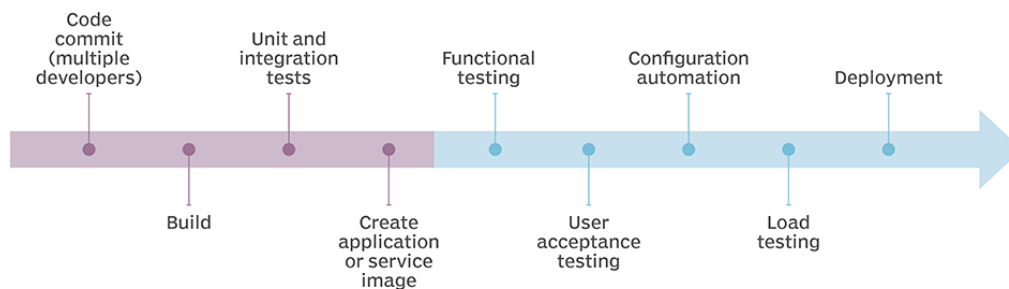 Code
commit
(multiple
developers)
Build
Unit and
integration
tests
Create
application
or service
image
Functional
testing
User
acceptance
testing
Configuration
automation
Load
testing
Deployment